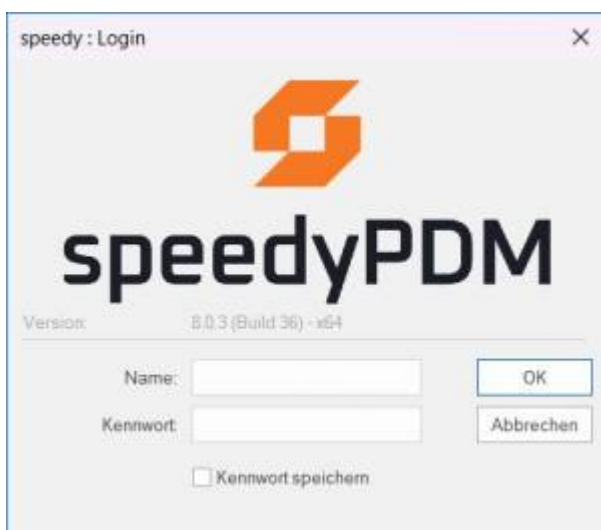 speedy : Login
speedyPDM
Version: 8.0.3 (Build 36) - x64
Name: OK
Kennwort: Abbrechen
Kennwort speichern